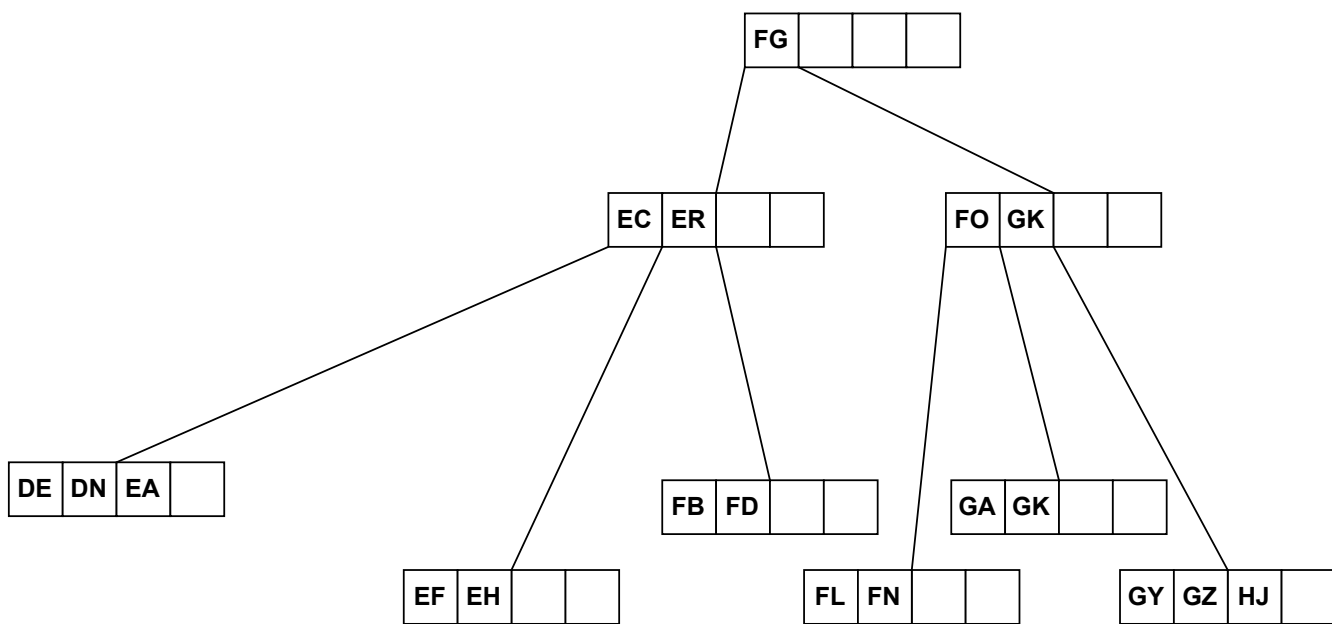 FG
EC ER
FO GK
DE DN EA
FB FD
GA GK
EF EH
FL FN
GY GZ HJ